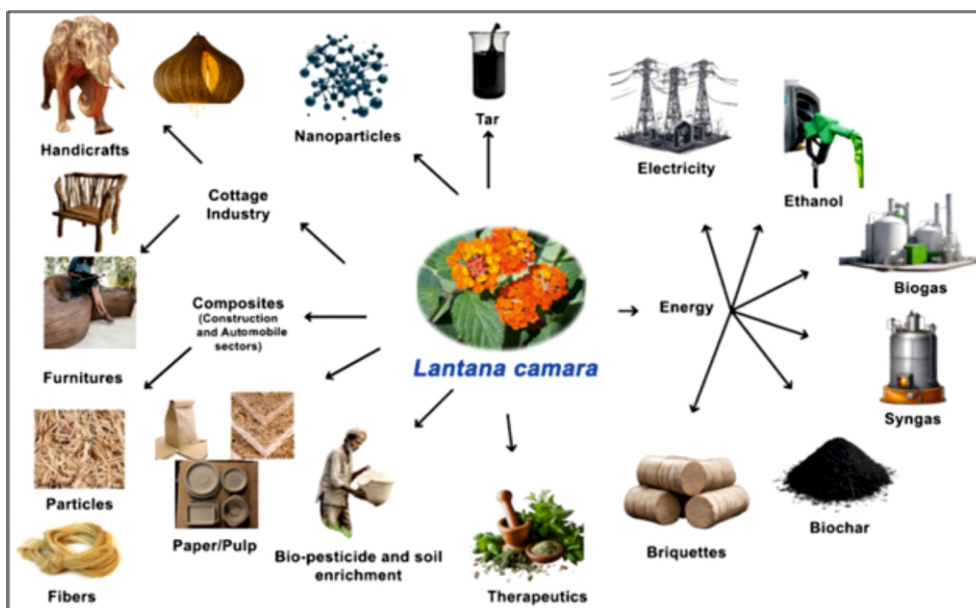 Handicrafts
Nanoparticles
Tar
Electricity
Ethanol
Cottage
Industry
Biogas
Composites
(Construction
and Automobile
sectors)
Energy
Lantana camara
Furnitures
Syngas
Particles
Paper/Pulp
Bio-pesticide and soil
enrichment
Therapeutics
Briquettes
Biochar
Fibers